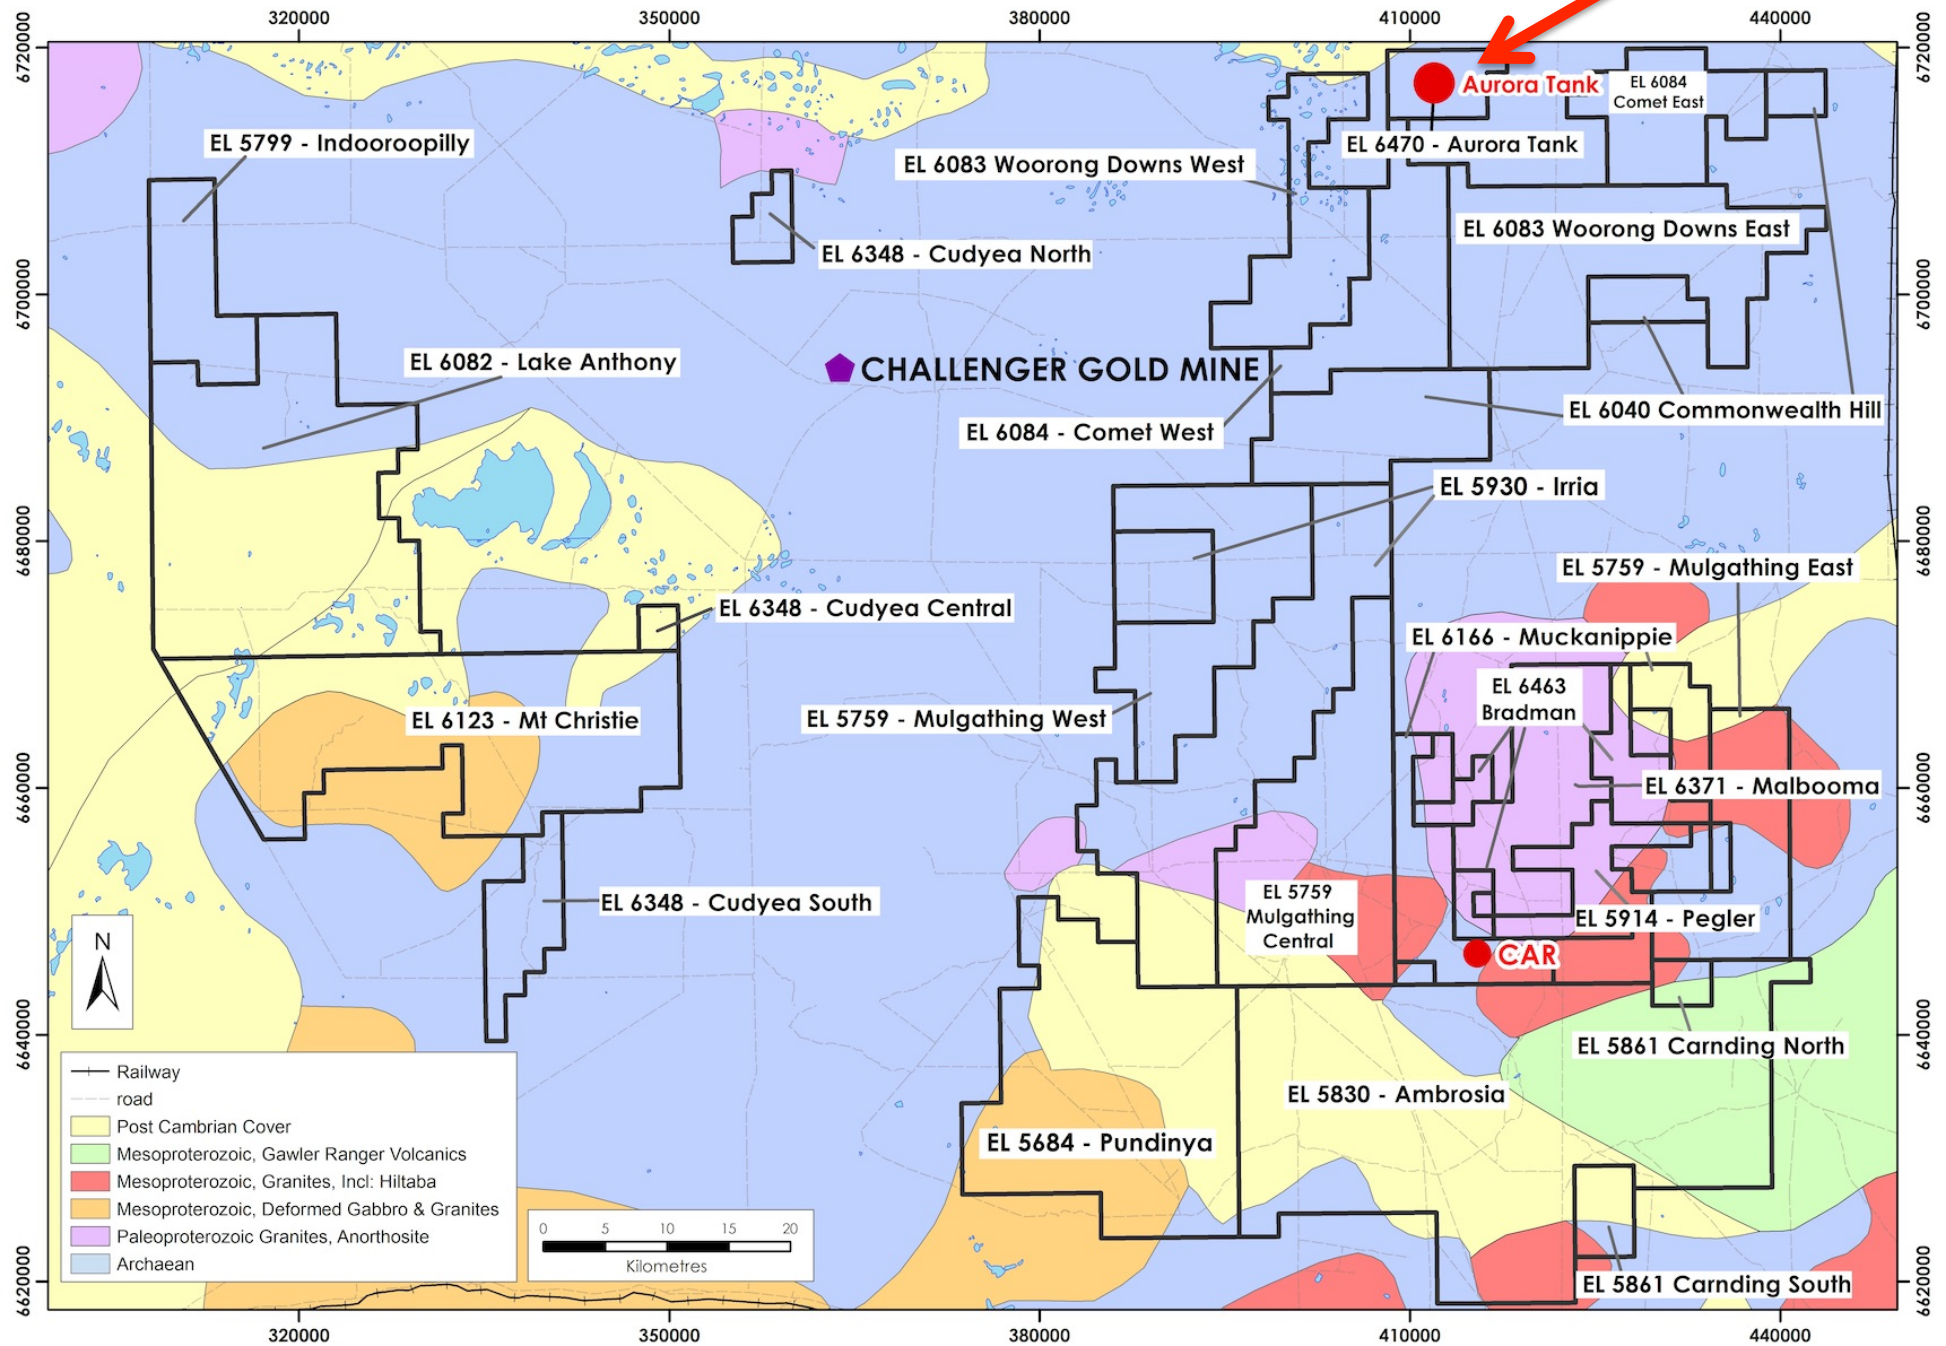 320000
350000
380000
410000
440000
6720000
6720000
Aurora Tank
EL 6084
Comet East
EL 5799 - Indooroopilly
EL 6470 - Aurora Tank
EL 6083 Woorong Downs West
EL 6083 Woorong Downs East
EL 6348 - Cudyea North
6700000
6700000
EL 6082 - Lake Anthony
CHALLENGER GOLD MINE
EL 6040 Commonwealth Hill
EL 6084 - Comet West
EL 5930 - Irria
6680000
6680000
EL 5759 - Mulgathing East
EL 6348 - Cudyea Central
EL 6166 - Muckanippie
EL 6463
Bradman
EL 6123 - Mt Christie
EL 5759 - Mulgathing West
6660000
6660000
EL 6371 - Malbooma
EL 6348 - Cudyea South
EL 5759
Mulgathing
Central
EL 5914 - Pegler
CAR
N
6640000
6640000
EL 5861 Carnding North
EL 5830 - Ambrosia
EL 5684 - Pundinya
Railway
road
Post Cambrian Cover
Mesoproterozoic, Gawler Ranger Volcanics
Mesoproterozoic, Granites, Incl: Hiltaba
Mesoproterozoic, Deformed Gabbro & Granites
Paleoproterozoic Granites, Anorthosite
Archaean
0 5 10 15 20
Kilometres
EL 5861 Carnding South
6620000
6620000
320000
350000
380000
410000
440000